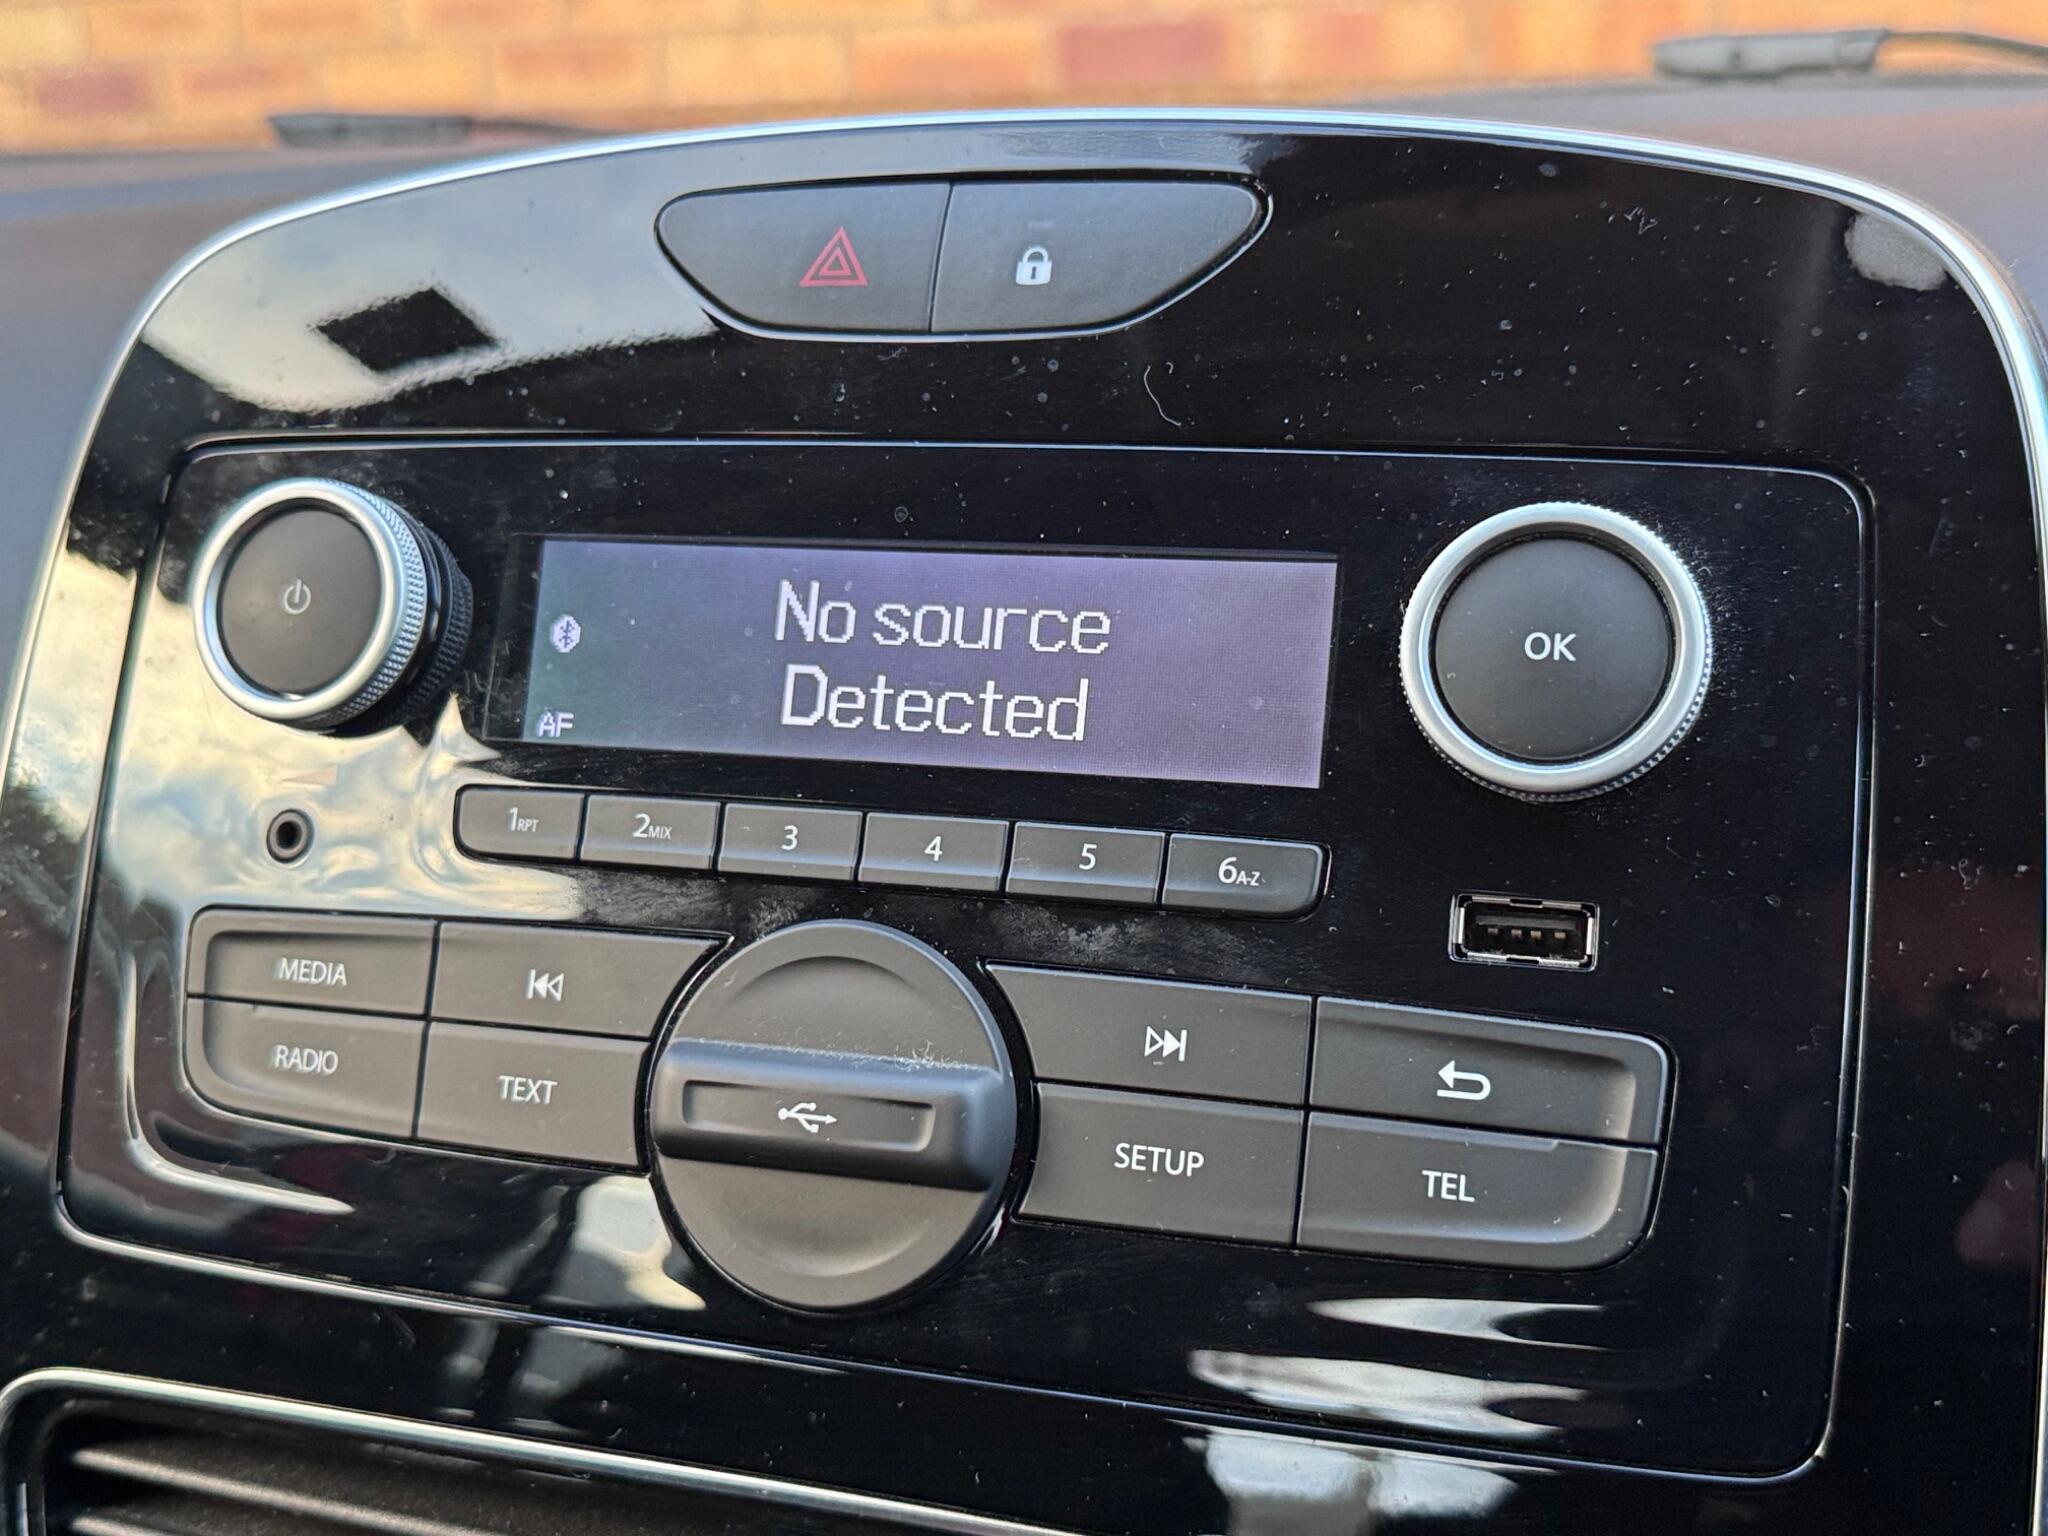 No source
Detected
AF
OK
1RPT
2MIX
3
4
5
6A-Z
MEDIA
RADIO
TEXT
SETUP
TEL